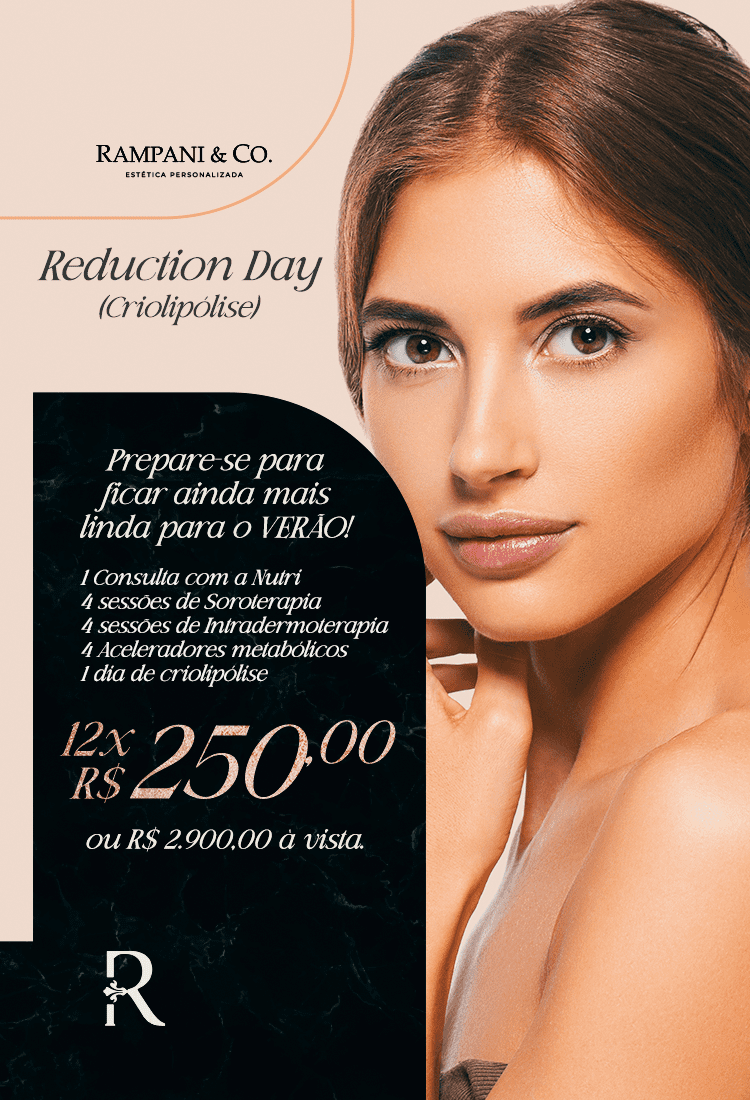 RAMPANI & CO.
ESTÉTICA PERSONALIZADA
Reduction Day
(Criolipólise)
Prepare-se para
ficar ainda mais
linda para o VERÃO!
1 Consulta com a Nutri
4 sessões de Soroterapia
4 sessões de Intradermoterapia
4 Aceleradores metabólicos
1 dia de criolipólise
12x
R$ 250,00
ou R$ 2.900,00 à vista.
R